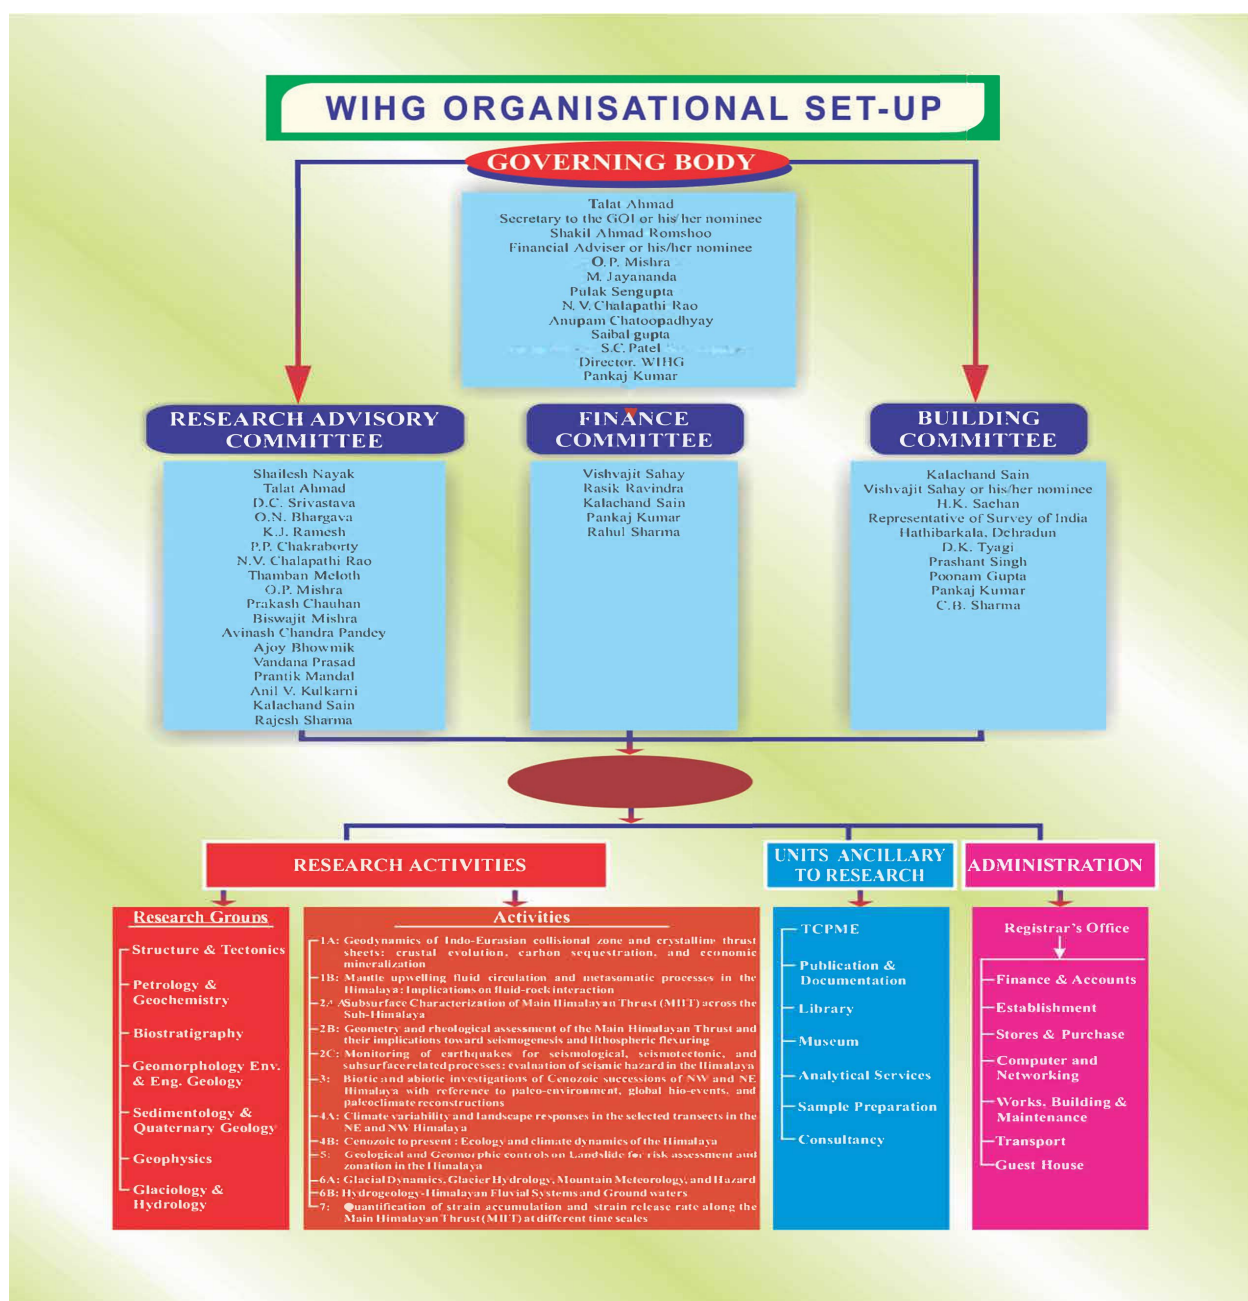 WIHG ORGANISATIONAL SET-UP
GOVERNING BODY
Talat Ahmad
Secretary to the GOI or his/her nominee
Shakil Ahmad Romshoo
Financial Adviser or his/her nominee
O.P. Mishra
M. Jayananda
Pulak Sengupta
N. V. Chalapathi Rao
Anupam Chatoopadhyay
Saibal gupta
S.C. Patel
Director. WIHG
Pankaj Kumar
RESEARCH ADVISORY
COMMITTEE
Shailesh Nayak
Talat Ahmad
D.C. Srivastava
O.N. Bhargava
K.J. Ramesh
P.P. Chakraborty
N.V. Chalapathi Rao
Thamban Meloth
O.P. Mishra
Prakash Chauhan
Biswajit Mishra
Avinash Chandra Pandey
Ajoy Bhowmik
Vandana Prasad
Prantik Mandal
Anil V. Kulkarni
Kalachand Sain
Rajesh Sharma
FINANCE
COMMITTEE
Vishvajit Sahay
Rasik Ravindra
Kalachand Sain
Pankaj Kumar
Rahul Sharma
BUILDING
COMMITTEE
Kalachand Sain
Vishvajit Sahay or his/her nominee
H.K. Sachan
Representative of Survey of India
Hathibarkala, Dehradun
D.K. Tyagi
Prashant Singh
Poonam Gupta
Pankaj Kumar
C.B. Sharma
RESEARCH ACTIVITIES
Research Groups
Structure & Tectonics
Petrology &
Geochemistry
Biostratigraphy
Geomorphology Env.
& Eng. Geology
Sedimentology &
Quaternary Geology
Geophysics
Glaciology &
Hydrology
Activities
1A: Geodynamics of Indo-Eurasian collisional zone and crystalline thrust
sheets: crustal evolution, carbon sequestration, and economic
mineralization
1B: Mantle upwelling fluid circulation and metasomatic processes in the
Himalaya: Implications on fluid-rock interaction
2A: Subsurface Characterization of Main Himalayan Thrust (MHT) across the
Sub-Himalaya
2B: Geometry and rheological assessment of the Main Himalayan Thrust and
their implications toward seismogenesis and lithospheric flexuring
2C: Monitoring of earthquakes for seismological, seismotectonic, and
subsurface related processes: evaluation of seismic hazard in the Himalaya
3: Biotic and abiotic investigations of Cenozoic successions of NW and NE
Himalaya with reference to paleo-environment, global bio-events, and
paleoclimate reconstructions
4A: Climate variability and landscape responses in the selected transects in the
NE and NW Himalaya
4B: Cenozoic to present : Ecology and climate dynamics of the Himalaya
5: Geological and Geomorphic controls on Landslide for risk assessment and
zonation in the Himalaya
6A: Glacial Dynamics, Glacier Hydrology, Mountain Meteorology, and Hazard
6B: Hydrogeology-Himalayan Fluvial Systems and Ground waters
7: Quantification of strain accumulation and strain release rate along the
Main Himalayan Thrust (MHT) at different time scales
UNITS ANCILLARY
TO RESEARCH
TCPME
Publication &
Documentation
Library
Museum
Analytical Services
Sample Preparation
Consultancy
ADMINISTRATION
Registrar's Office
Finance & Accounts
Establishment
Stores & Purchase
Computer and
Networking
Works, Building &
Maintenance
Transport
Guest House